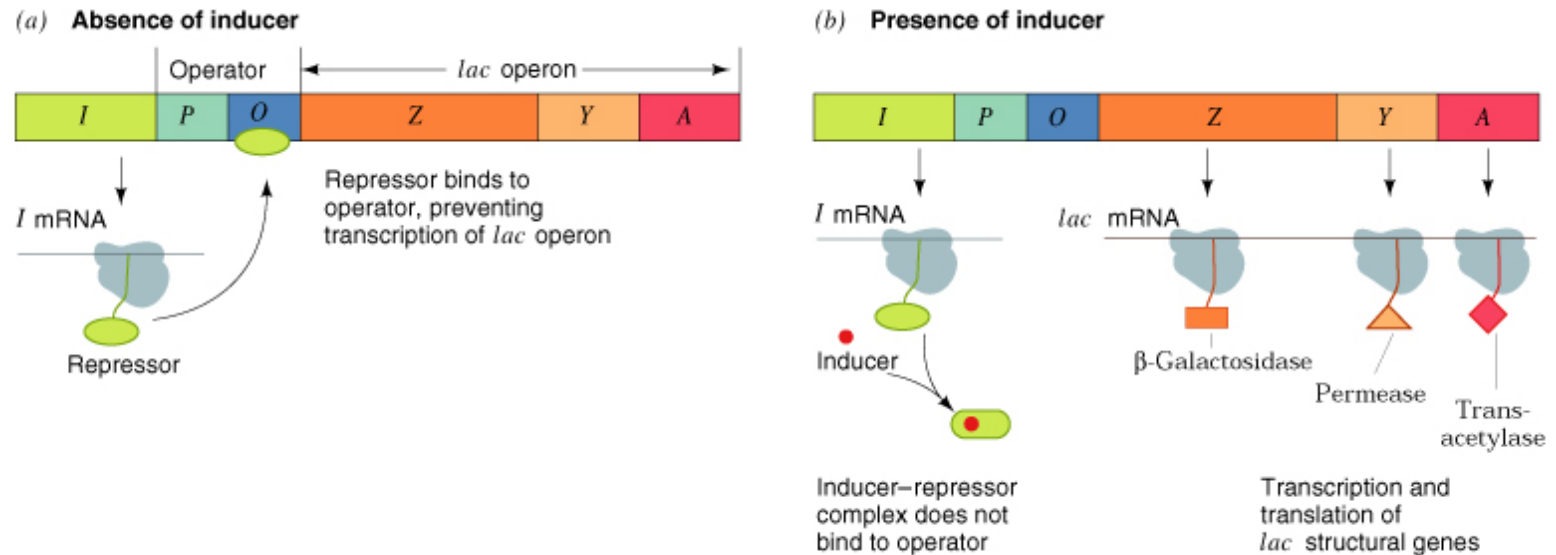 (a) Absence of inducer
Operator
lac operon
I P O Z Y A
Repressor binds to
operator, preventing
transcription of lac operon
I mRNA
Repressor
(b) Presence of inducer
I P O Z Y A
I mRNA
lac mRNA
Inducer
β-Galactosidase
Permease
Trans-
acetylase
Inducer–repressor
complex does not
bind to operator
Transcription and
translation of
lac structural genes